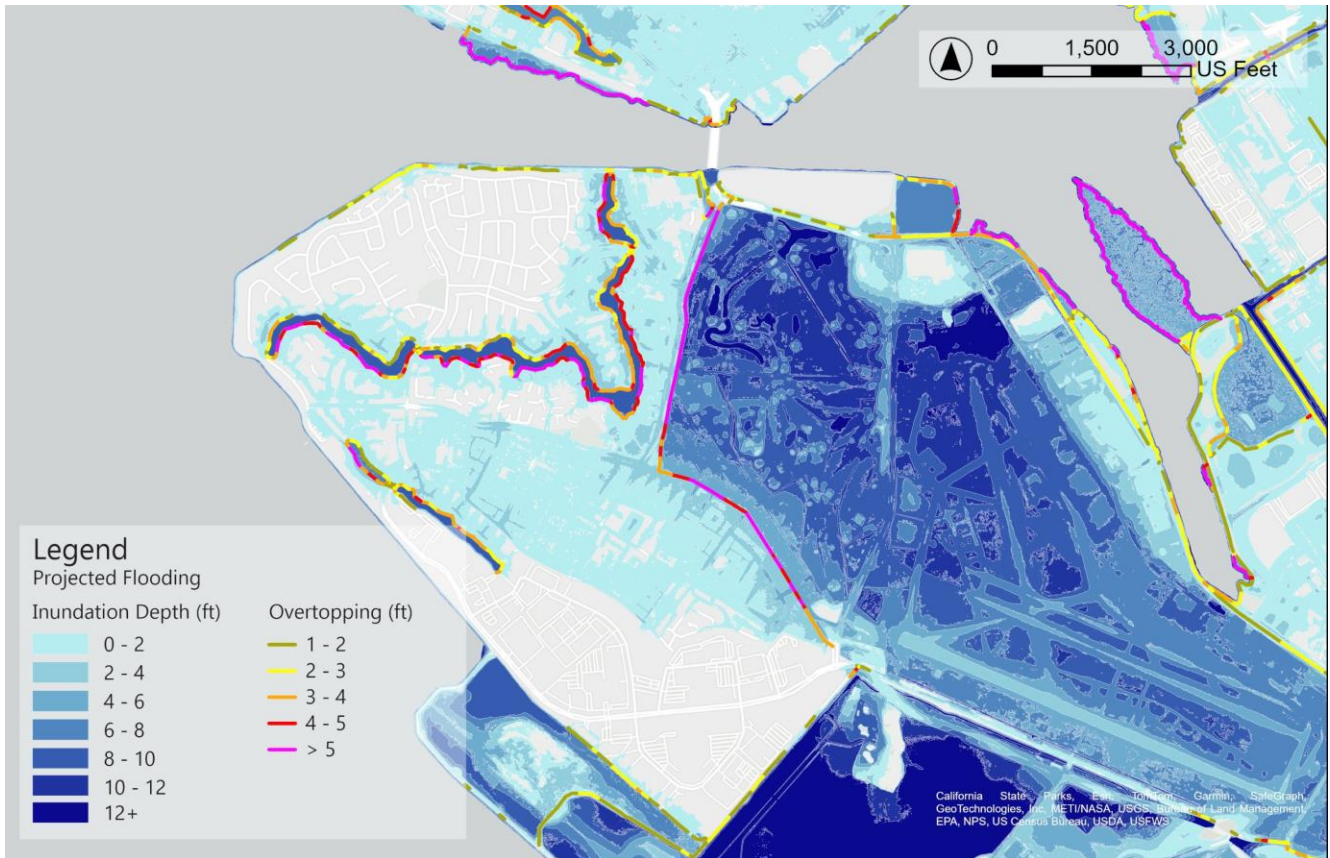 0 1,500 3,000
US Feet
Legend
Projected Flooding
Inundation Depth (ft)
0 - 2
2 - 4
4 - 6
6 - 8
8 - 10
10 - 12
12+
Overtopping (ft)
1 - 2
2 - 3
3 - 4
4 - 5
> 5
California State Parks, Esri, TomTom, Garmin, SafeGraph,
GeoTechnologies, Inc, METI/NASA, USGS, Bureau of Land Management,
EPA, NPS, US Census Bureau, USDA, USFWS